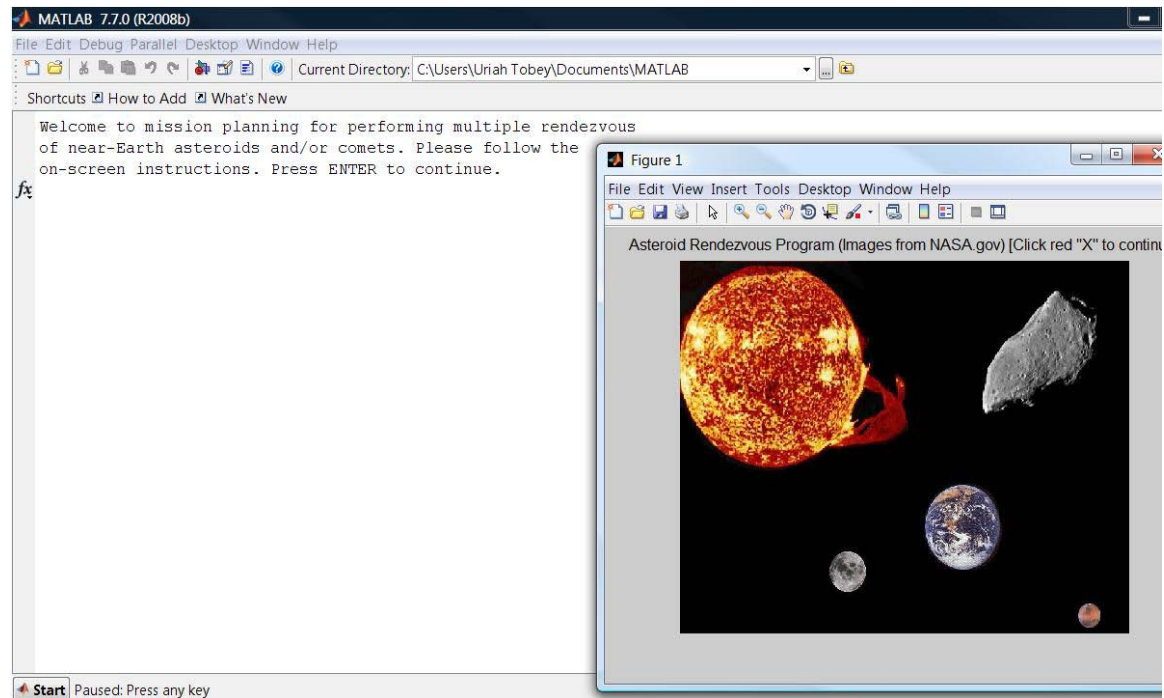 MATLAB 7.7.0 (R2008b)
File Edit Debug Parallel Desktop Window Help
Current Directory: C:\Users\Uriah Tobey\Documents\MATLAB
Shortcuts How to Add What's New
Welcome to mission planning for performing multiple rendezvous
of near-Earth asteroids and/or comets. Please follow the
on-screen instructions. Press ENTER to continue.
fx
Figure 1
File Edit View Insert Tools Desktop Window Help
Asteroid Rendezvous Program (Images from NASA.gov) [Click red "X" to continu
Start Paused: Press any key